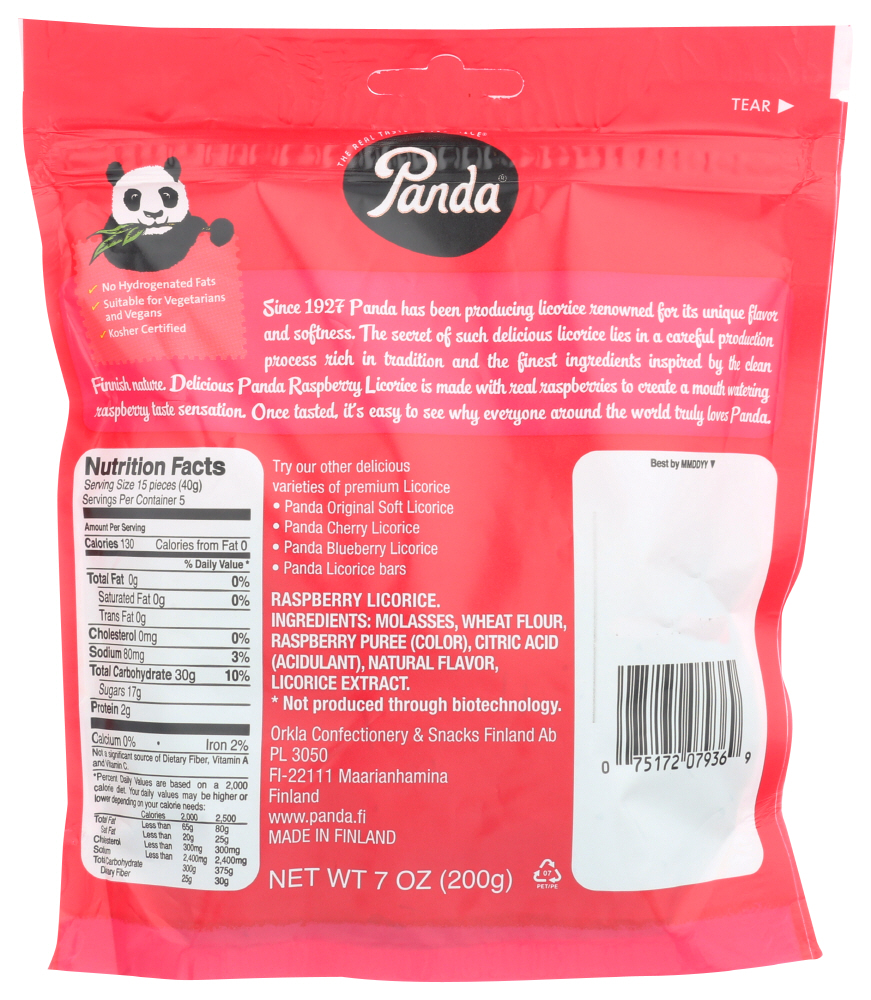 TEAR ▶
THE REAL
Panda®
✓ No Hydrogenated Fats
✓ Suitable for Vegetarians
and Vegans
✓ Kosher Certified
Since 1927 Panda has been producing licorice renowned for its unique flavor
and softness. The secret of such delicious licorice lies in a careful production
process rich in tradition and the finest ingredients inspired by the clean
Finnish nature. Delicious Panda Raspberry Licorice is made with real raspberries to create a mouth watering
raspberry taste sensation. Once tasted, it's easy to see why everyone around the world truly loves Panda.
Nutrition Facts
Serving Size 15 pieces (40g)
Servings Per Container 5
Amount Per Serving
Calories 130 Calories from Fat 0
% Daily Value *
Total Fat 0g 0%
Saturated Fat 0g 0%
Trans Fat 0g
Cholesterol 0mg 0%
Sodium 80mg 3%
Total Carbohydrate 30g 10%
Sugars 17g
Protein 2g
Calcium 0% • Iron 2%
Not a significant source of Dietary Fiber, Vitamin A
and Vitamin C.
*Percent Daily Values are based on a 2,000
calorie diet. Your daily values may be higher or
lower depending on your calorie needs:
Calories 2,000 2,500
Total Fat Less than 65g 80g
Sat Fat Less than 20g 25g
Cholesterol Less than 300mg 300mg
Less than 2,400mg 2,400mg
Total Carbohydrate 300g 375g
Fiber 25g 30g
Try our other delicious
varieties of premium Licorice
• Panda Original Soft Licorice
• Panda Cherry Licorice
• Panda Blueberry Licorice
• Panda Licorice bars
RASPBERRY LICORICE.
INGREDIENTS: MOLASSES, WHEAT FLOUR,
RASPBERRY PUREE (COLOR), CITRIC ACID
(ACIDULANT), NATURAL FLAVOR,
LICORICE EXTRACT.
* Not produced through biotechnology.
Orkla Confectionery & Snacks Finland Ab
PL 3050
FI-22111 Maarianhamina
Finland
www.panda.fi
MADE IN FINLAND
NET WT 7 OZ (200g)
07
PET/PE
Best by MMDDYY ▼
0 75172 07936 9